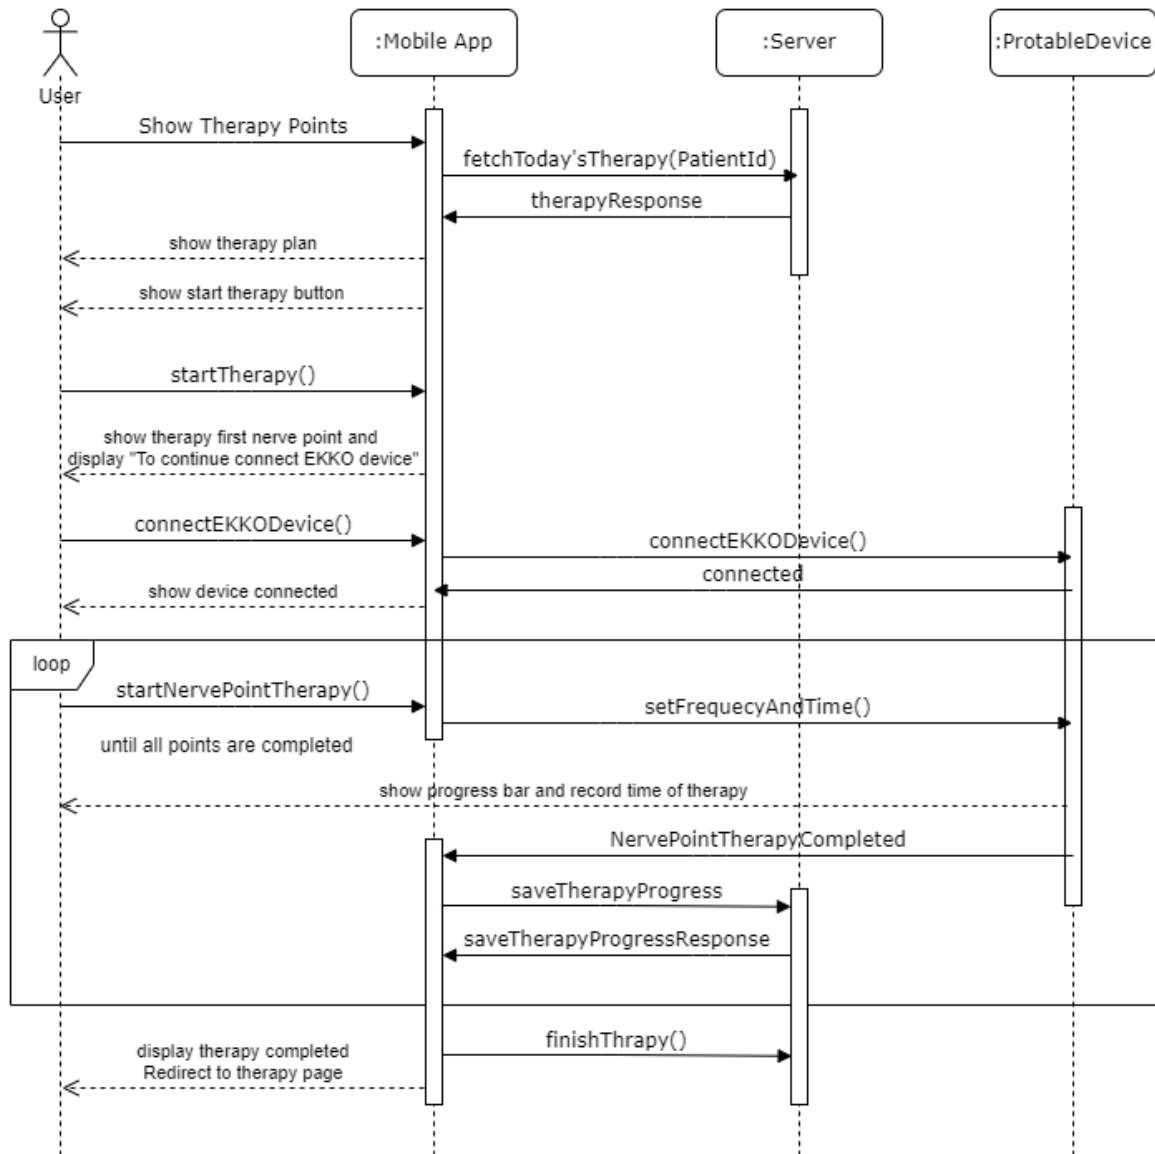 :Mobile App
:Server
:ProtableDevice
User
Show Therapy Points
fetchToday'sTherapy(PatientId)
therapyResponse
show therapy plan
show start therapy button
startTherapy()
show therapy first nerve point and
display "To continue connect EKKO device"
connectEKKODevice()
connectEKKODevice()
connected
show device connected
loop
startNervePointTherapy()
setFrequecyAndTime()
until all points are completed
show progress bar and record time of therapy
NervePointTherapyCompleted
saveTherapyProgress
saveTherapyProgressResponse
finishThrapy()
display therapy completed
Redirect to therapy page